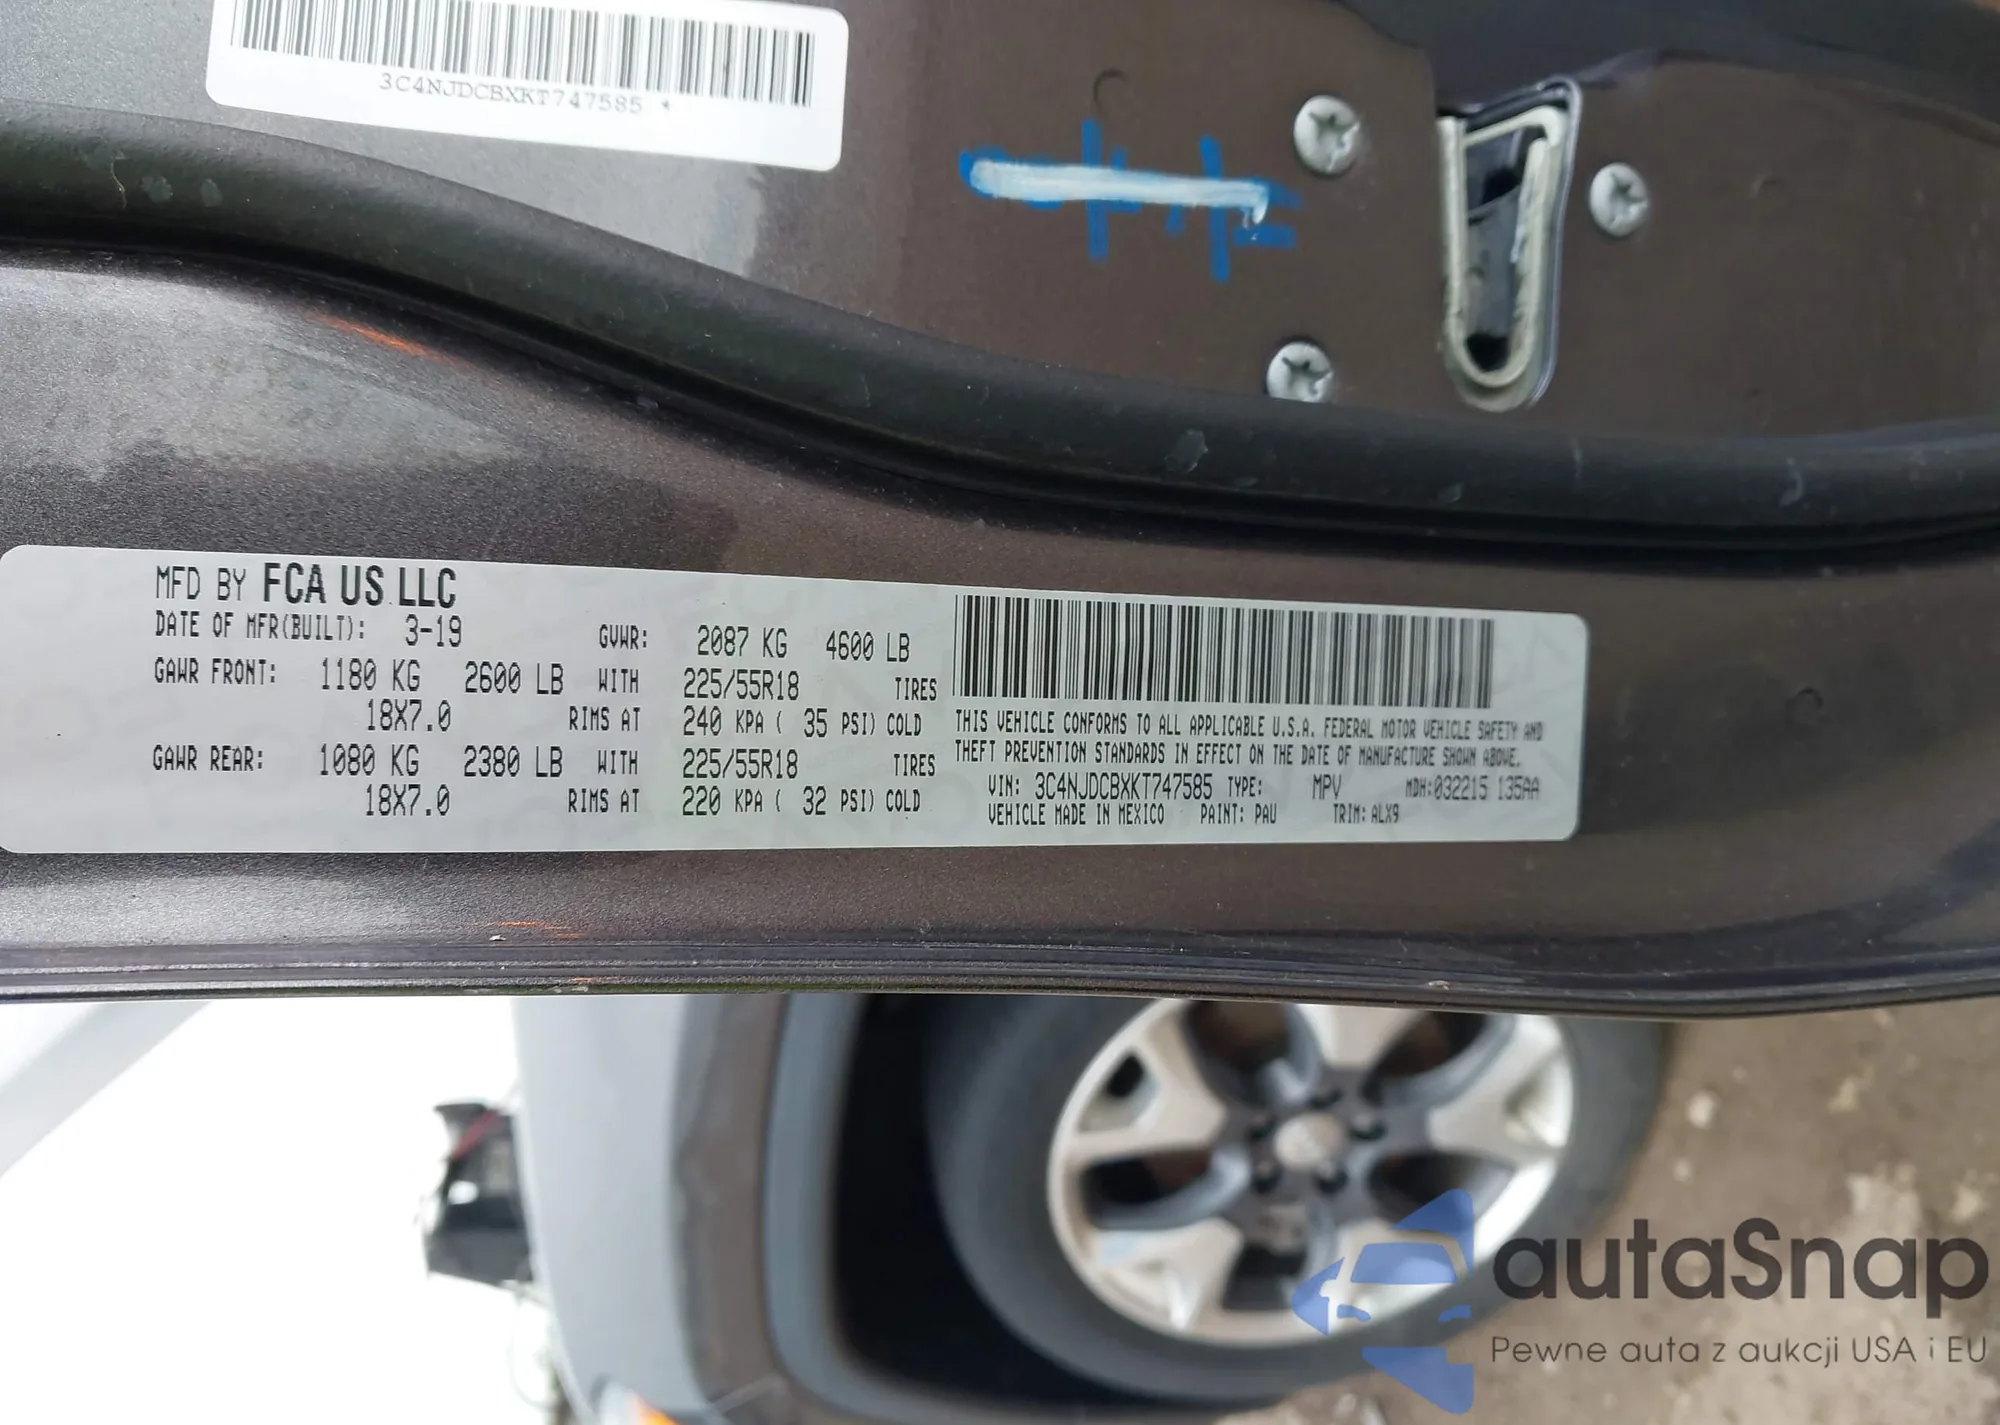 3C4NJDCBXKT747585 *
MFD BY FCA US LLC
DATE OF MFR(BUILT): 3-19 GVWR: 2087 KG 4600 LB
GAWR FRONT: 1180 KG 2600 LB WITH 225/55R18 TIRES
18X7.0 RIMS AT 240 KPA ( 35 PSI) COLD
GAWR REAR: 1080 KG 2380 LB WITH 225/55R18 TIRES
18X7.0 RIMS AT 220 KPA ( 32 PSI) COLD
THIS VEHICLE CONFORMS TO ALL APPLICABLE U.S.A. FEDERAL MOTOR VEHICLE SAFETY AND
THEFT PREVENTION STANDARDS IN EFFECT ON THE DATE OF MANUFACTURE SHOWN ABOVE.
VIN: 3C4NJDCBXKT747585 TYPE: MPV MDH:032215 135AA
VEHICLE MADE IN MEXICO PAINT: PAU TRIM: ALX9
autaSnap
Pewne auta z aukcji USA i EU